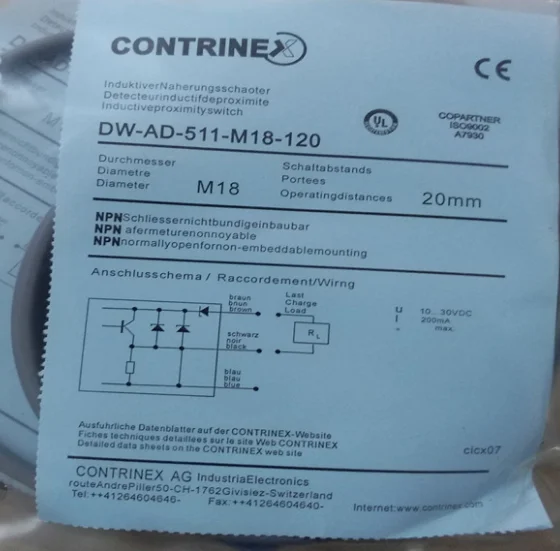 CONTRINEX
CE
InduktiverNaherungsschaoter
Detecteurinductifdeproximite
Inductiveproximityswitch
UL
COPARTNER
ISO9002
A7930
DW-AD-511-M18-120
Durchmesser
Diametre
Diameter
M18
Schaltabstands
Portees
Operatingdistances
20mm
NPNSchliessernichtbundigeinbaubar
NPN afermeturenonnoyable
NPNnormallyopenfornon-embeddablemounting
Anschlusschema / Raccordement/Wirng
braun
bnun
brown
Last
Charge
Load
RL
schwarz
noir
black
blau
blau
blue
U 10...30VDC
I 200mA
max.
Ausfuhrliche Datenblatter auf der CONTRINEX-Website
Fiches techniques detaillees sur le site Web CONTRINEX
Detailed data sheets on the CONTRINEX web site
cicx07
CONTRINEX AG IndustriaElectronics
routeAndrePiller50-CH-1762Givisiez-Switzerland
Tel:++41264604646- Fax:++41264604640- Internet:www.contrinex.com